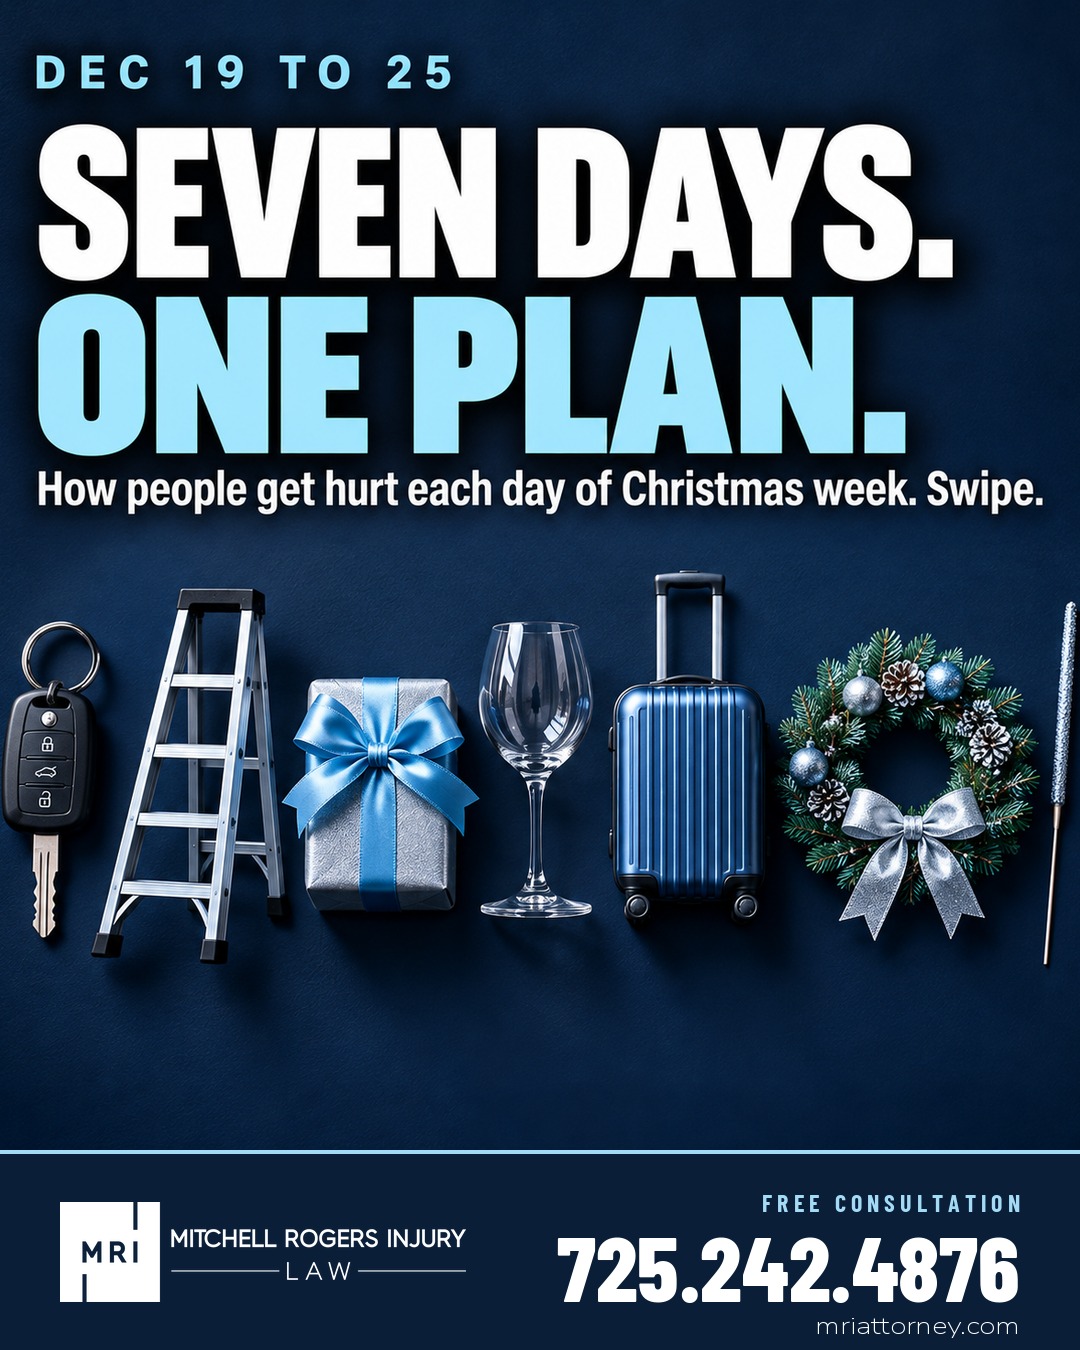 DEC 19 TO 25
SEVEN DAYS.
ONE PLAN.
How people get hurt each day of Christmas week. Swipe.
MRI
MITCHELL ROGERS INJURY
LAW
FREE CONSULTATION
725.242.4876
mriattorney.com